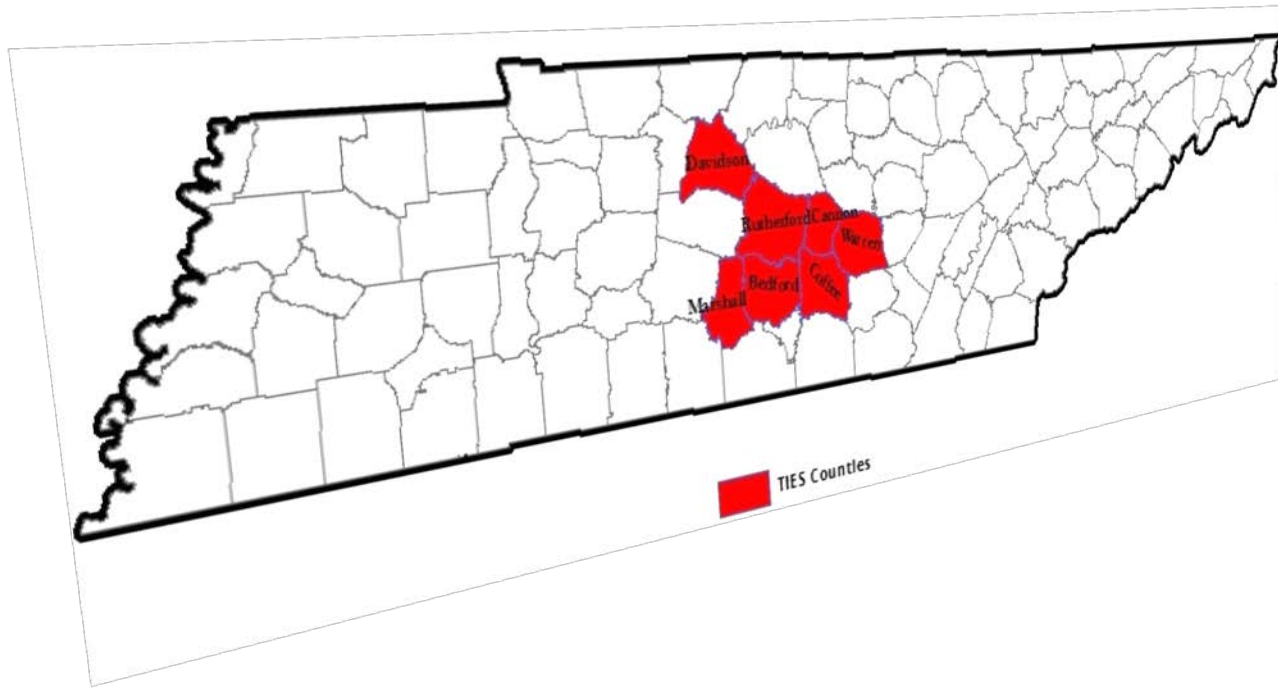 Davidson
Rutherford
Cannon
Warren
Marshall
Bedford
Coffee
TIES Counties